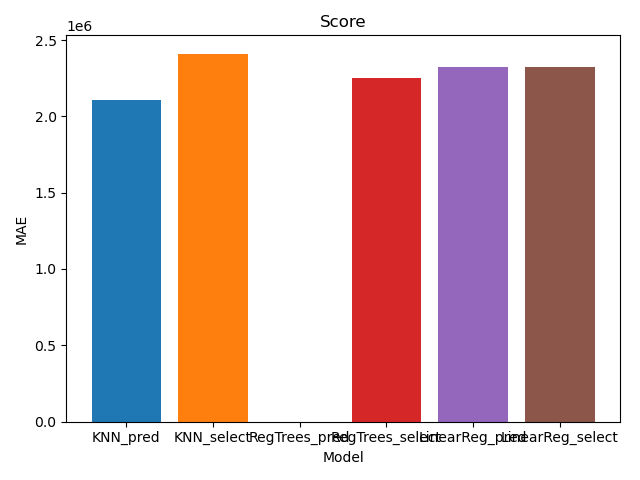 Score
1e6
2.5
2.0
1.5
1.0
0.5
0.0
MAE
KNN_pred KNN_select RegTrees_pred RegTrees_select LinearReg_pred LinearReg_select
Model